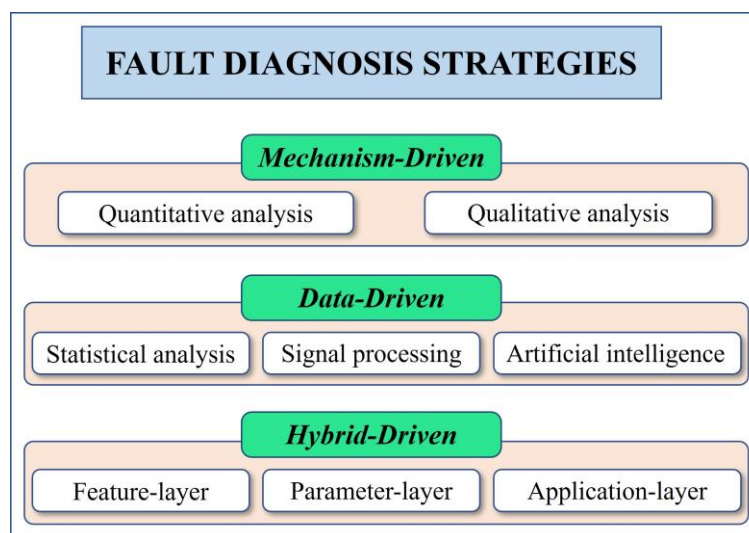 FAULT DIAGNOSIS STRATEGIES
Mechanism-Driven
Quantitative analysis
Qualitative analysis
Data-Driven
Statistical analysis
Signal processing
Artificial intelligence
Hybrid-Driven
Feature-layer
Parameter-layer
Application-layer